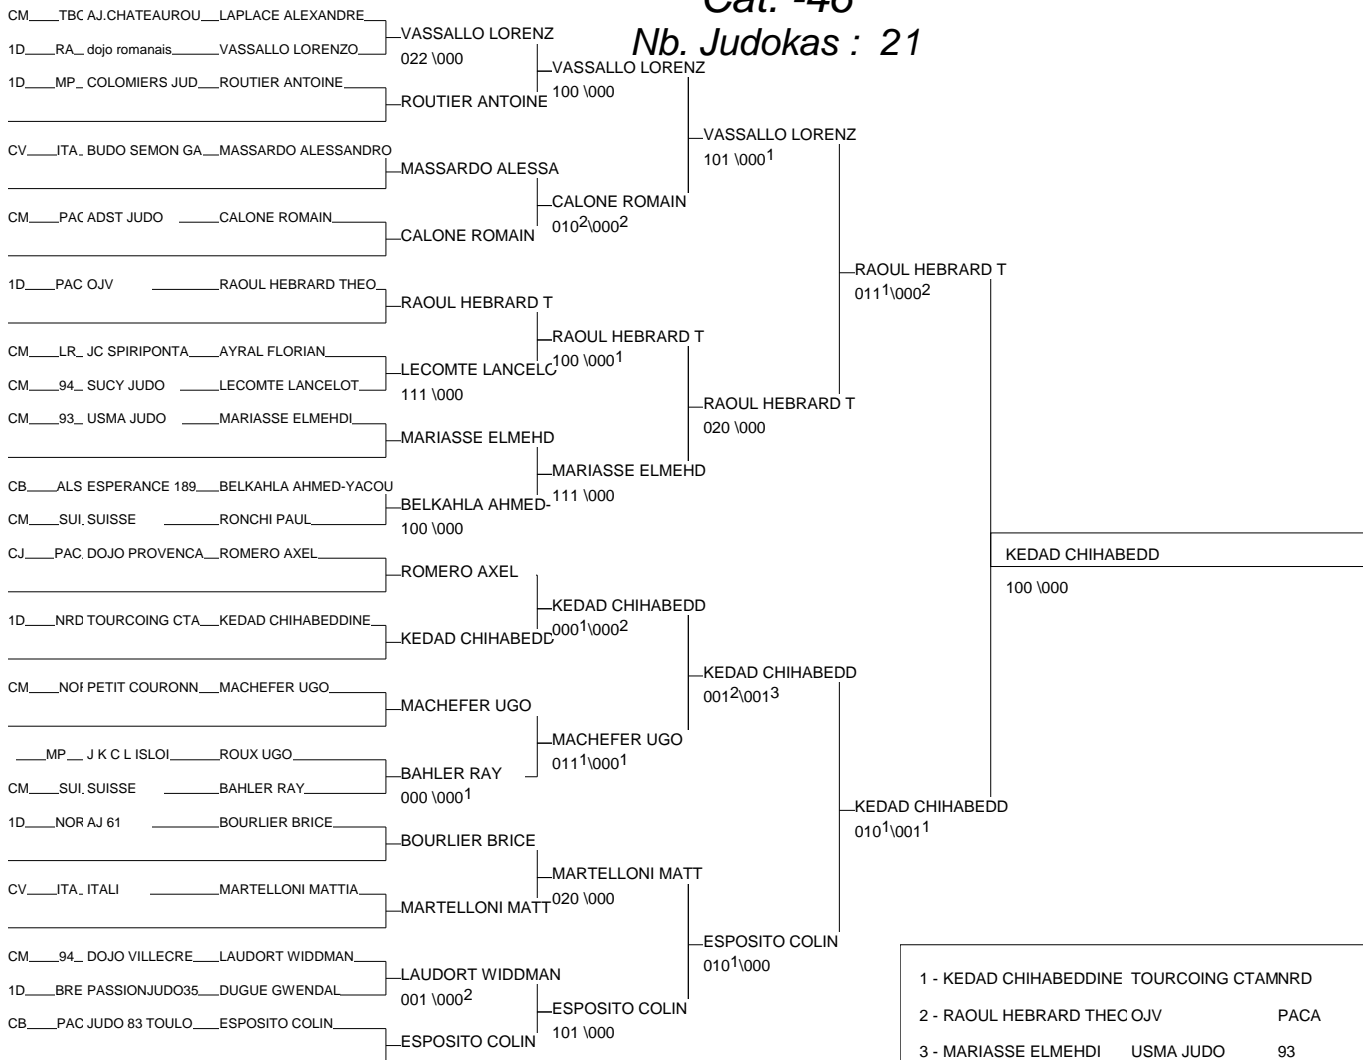 Cat. -46
Nb. Judokas : 21
CM TBC AJ.CHATEAUROU LAPLACE ALEXANDRE
1D RA dojo romanais VASSALLO LORENZO
1D MP COLOMIERS JUD ROUTIER ANTOINE
CV ITA BUDO SEMON GA MASSARDO ALESSANDRO
CM PAC ADST JUDO CALONE ROMAIN
1D PAC OJV RAOUL HEBRARD THEO
CM LR JC SPIRIPONTA AYRAL FLORIAN
CM 94 SUCY JUDO LECOMTE LANCELOT
CM 93 USMA JUDO MARIASSE ELMEHDI
CB ALS ESPERANCE 189 BELKAHLA AHMED-YACOU
CM SUI SUISSE RONCHI PAUL
CJ PAC DOJO PROVENCA ROMERO AXEL
1D NRD TOURCOING CTA KEDAD CHIHABEDDINE
CM NOR PETIT COURONN MACHEFER UGO
MP J K C L ISLOI ROUX UGO
CM SUI SUISSE BAHLER RAY
1D NOR AJ 61 BOURLIER BRICE
CV ITA ITALI MARTELLONI MATTIA
CM 94 DOJO VILLECRE LAUDORT WIDDMAN
1D BRE PASSIONJUDO35 DUGUE GWENDAL
CB PAC JUDO 83 TOULO ESPOSITO COLIN
VASSALLO LORENZ
022 \000
ROUTIER ANTOINE
MASSARDO ALESSA
CALONE ROMAIN
RAOUL HEBRARD T
LECOMTE LANCELO
111 \000
MARIASSE ELMEHD
BELKAHLA AHMED-
100 \000
ROMERO AXEL
KEDAD CHIHABEDD
MACHEFER UGO
BAHLER RAY
000 \000¹
BOURLIER BRICE
MARTELLONI MATT
LAUDORT WIDDMAN
001 \000²
ESPOSITO COLIN
VASSALLO LORENZ
100 \000
CALONE ROMAIN
010²\000²
RAOUL HEBRARD T
100 \000¹
MARIASSE ELMEHD
111 \000
KEDAD CHIHABEDD
000¹\000²
MACHEFER UGO
011¹\000¹
MARTELLONI MATT
020 \000
ESPOSITO COLIN
101 \000
VASSALLO LORENZ
101 \000¹
RAOUL HEBRARD T
020 \000
KEDAD CHIHABEDD
001²\001³
ESPOSITO COLIN
010¹\000
RAOUL HEBRARD T
011¹\000²
KEDAD CHIHABEDD
010¹\001¹
KEDAD CHIHABEDD
100 \000
1 - KEDAD CHIHABEDDINE TOURCOING CTAMNRD
2 - RAOUL HEBRARD THEO OJV PACA
3 - MARIASSE ELMEHDI USMA JUDO 93